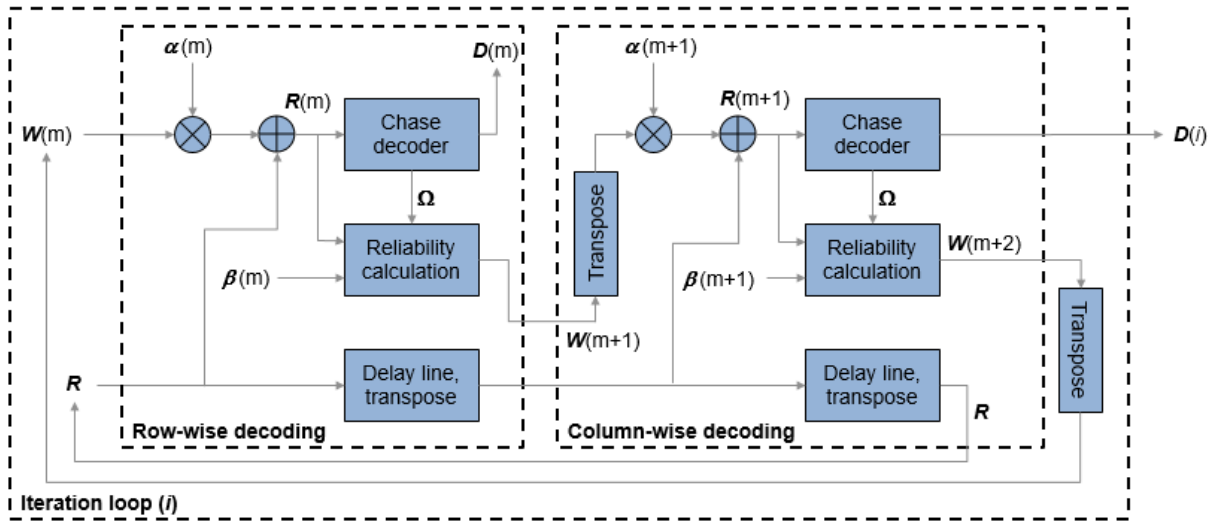 α(m)
D(m)
W(m)
R(m)
Chase
decoder
Ω
Reliability
calculation
β(m)
W(m+1)
R
Delay line,
transpose
Row-wise decoding
α(m+1)
R(m+1)
Chase
decoder
D(i)
Transpose
Ω
Reliability
calculation
W(m+2)
β(m+1)
Transpose
Delay line,
transpose
R
Column-wise decoding
Iteration loop (i)